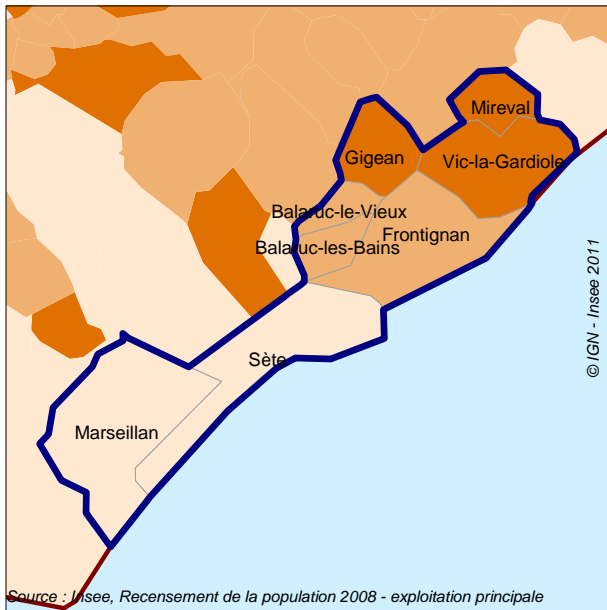 Mireval
Gigean
Vic-la-Gardiole
Balaruc-le-Vieux
Frontignan
Balaruc-les-Bains
Sète
Marseillan
© IGN - Insee 2011
Source : Insee, Recensement de la population 2008 - exploitation principale